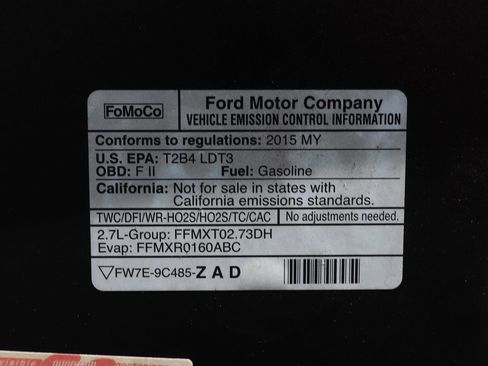 FoMoCo
Ford Motor Company
VEHICLE EMISSION CONTROL INFORMATION
Conforms to regulations: 2015 MY
U.S. EPA: T2B4 LDT3
OBD: F II Fuel: Gasoline
California: Not for sale in states with
California emissions standards.
TWC/DFI/WR-HO2S/HO2S/TC/CAC No adjustments needed.
2.7L-Group: FFMXT02.73DH
Evap: FFMXR0160ABC
▽FW7E-9C485-ZAD